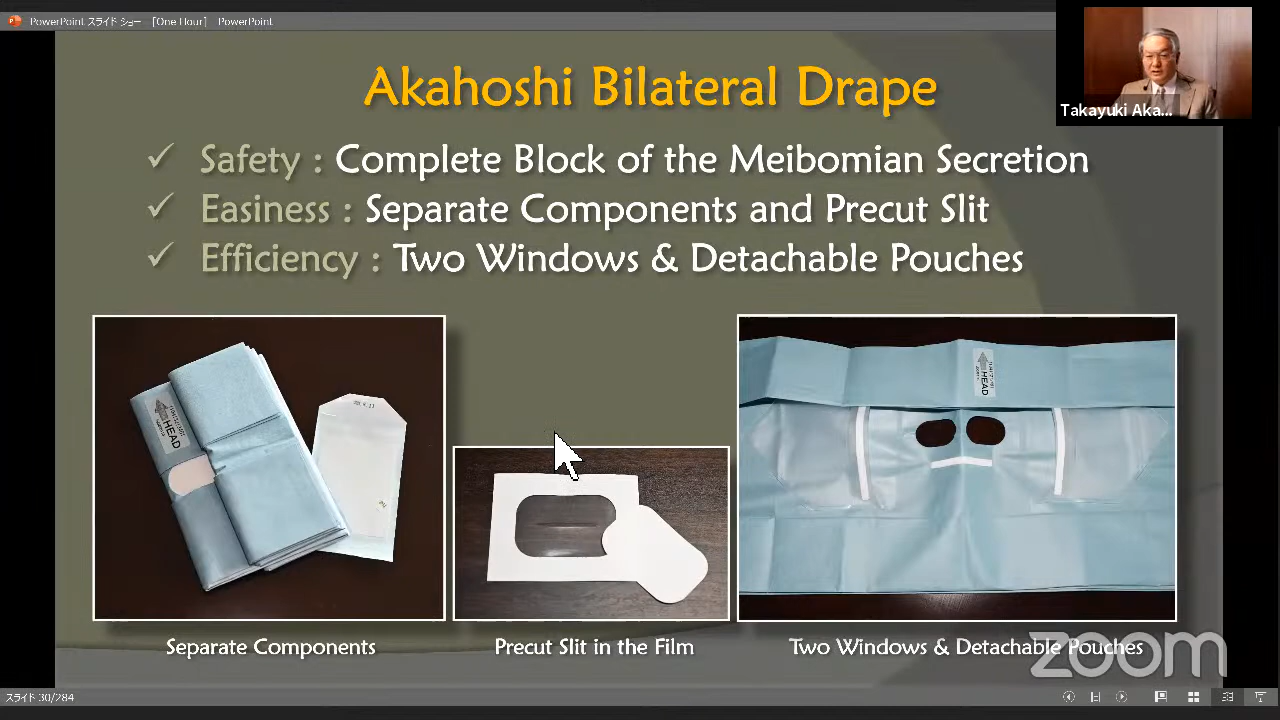 PowerPoint スライド ショー - [One Hour] - PowerPoint
Takayuki Aka...
Akahoshi Bilateral Drape
✓ Safety : Complete Block of the Meibomian Secretion
✓ Easiness : Separate Components and Precut Slit
✓ Efficiency : Two Windows & Detachable Pouches
HEAD
HEAD
Separate Components
Precut Slit in the Film
Two Windows & Detachable Pouches
zoom
スライド 30/284